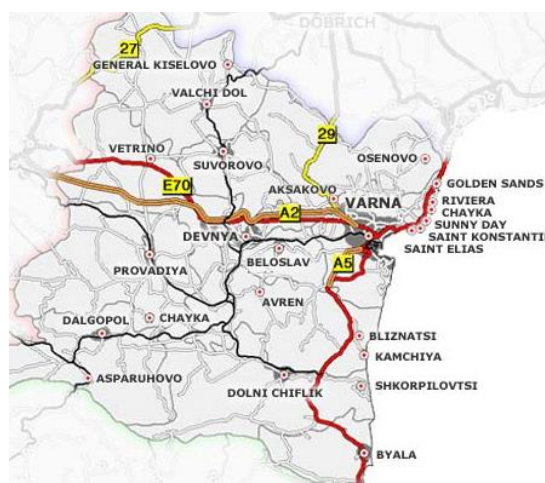 DOBRICH
27
GENERAL KISELOVO
VALCHI DOL
29
VETRINO
SUVOROVO
OSENOVO
E70
AKSAKOVO
VARNA
GOLDEN SANDS
RIVIERA
CHAYKA
SUNNY DAY
SAINT KONSTANTI
SAINT ELIAS
A2
DEVNYA
BELOSLAV
A5
PROVADIYA
AVREN
CHAYKA
DALGOPOL
BLIZNATSI
KAMCHIYA
ASPARUHOVO
DOLNI CHIFLIK
SHKORPILOVTSI
BYALA